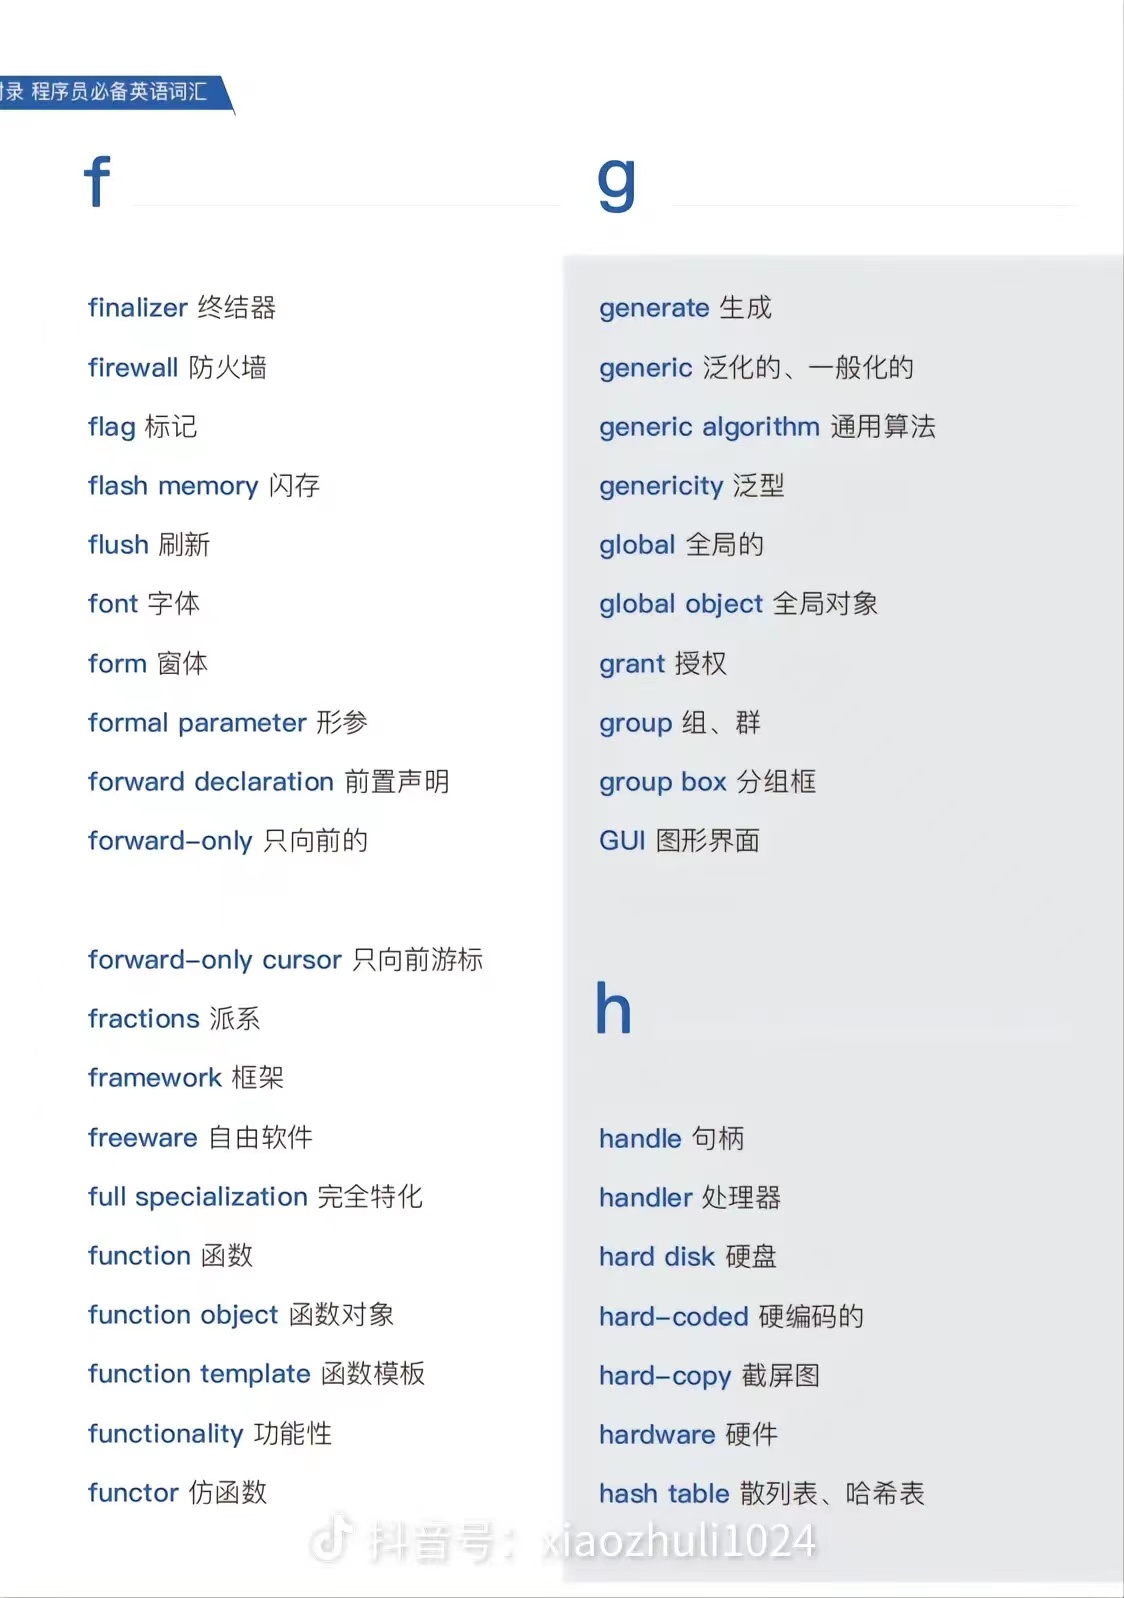 附录 程序员必备英语词汇
f
finalizer 终结器
firewall 防火墙
flag 标记
flash memory 闪存
flush 刷新
font 字体
form 窗体
formal parameter 形参
forward declaration 前置声明
forward-only 只向前的
forward-only cursor 只向前游标
fractions 派系
framework 框架
freeware 自由软件
full specialization 完全特化
function 函数
function object 函数对象
function template 函数模板
functionality 功能性
functor 仿函数
g
generate 生成
generic 泛化的、一般化的
generic algorithm 通用算法
genericity 泛型
global 全局的
global object 全局对象
grant 授权
group 组、群
group box 分组框
GUI 图形界面
h
handle 句柄
handler 处理器
hard disk 硬盘
hard-coded 硬编码的
hard-copy 截屏图
hardware 硬件
hash table 散列表、哈希表
抖音号：xiaozhuli1024